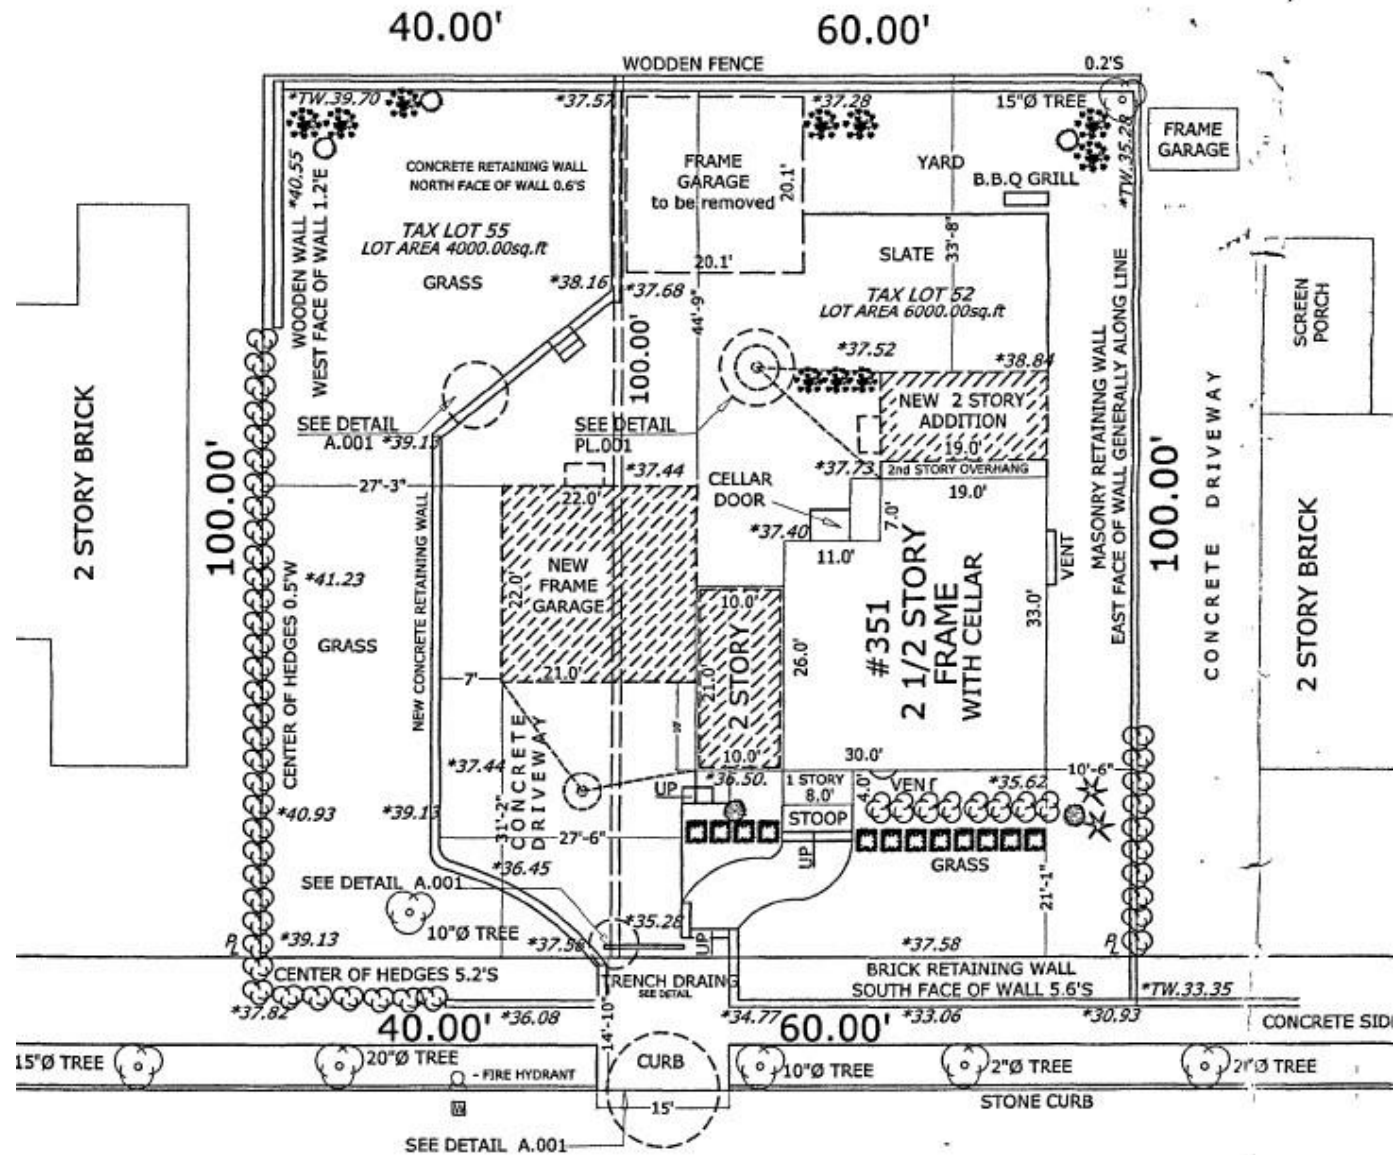 40.00'
60.00'
WODDEN FENCE
0.2'S
*TW.39.70
*37.57
*37.28
15"Ø TREE
*TW.35.28
FRAME
GARAGE
CONCRETE RETAINING WALL
NORTH FACE OF WALL 0.6'S
FRAME
GARAGE
to be removed
20.1'
20.1'
YARD
B.B.Q GRILL
WOODEN WALL *40.55
WEST FACE OF WALL 1.2'E
TAX LOT 55
LOT AREA 4000.00sq.ft
GRASS
*38.16
*37.68
44'-9"
100.00'
SLATE
33'-8"
TAX LOT 52
LOT AREA 6000.00sq.ft
*37.52
*38.84
MASONRY RETAINING WALL
EAST FACE OF WALL GENERALLY ALONG LINE
SCREEN
PORCH
2 STORY BRICK
100.00'
SEE DETAIL
A.001
*39.13
SEE DETAIL
PL.001
NEW 2 STORY
ADDITION
19.0'
2nd STORY OVERHANG
19.0'
100.00'
CONCRETE DRIVEWAY
2 STORY BRICK
27'-3"
*37.44
22.0'
CELLAR
DOOR
*37.73
7.0'
*37.40
11.0'
VENT
NEW CONCRETE RETAINING WALL
NEW
FRAME
GARAGE
22.0'
21.0'
*41.23
GRASS
CENTER OF HEDGES 0.5'W
10.0'
21.0'
2 STORY
10.0'
26.0'
#351
2 1/2 STORY
FRAME
WITH CELLAR
33.0'
30.0'
7'
CONCRETE
DRIVEWAY
*37.44
31'-2"
*36.50.
UP
1 STORY
8.0'
4.0'
STOOP
VENT
*35.62
10'-6"
*40.93
*39.13
27'-6"
UP
GRASS
*36.45
SEE DETAIL A.001
21'-1"
10"Ø TREE
*35.28
*37.58
UP
*37.58
PL
*39.13
PL
CENTER OF HEDGES 5.2'S
TRENCH DRAING
SEE DETAIL
BRICK RETAINING WALL
SOUTH FACE OF WALL 5.6'S
*TW.33.35
*37.82
40.00'
*36.08
14'-10"
*34.77
60.00'
*33.06
*30.93
CONCRETE SIDE
15"Ø TREE
20"Ø TREE
- FIRE HYDRANT
CURB
10"Ø TREE
2"Ø TREE
2"Ø TREE
W
15'
STONE CURB
SEE DETAIL A.001